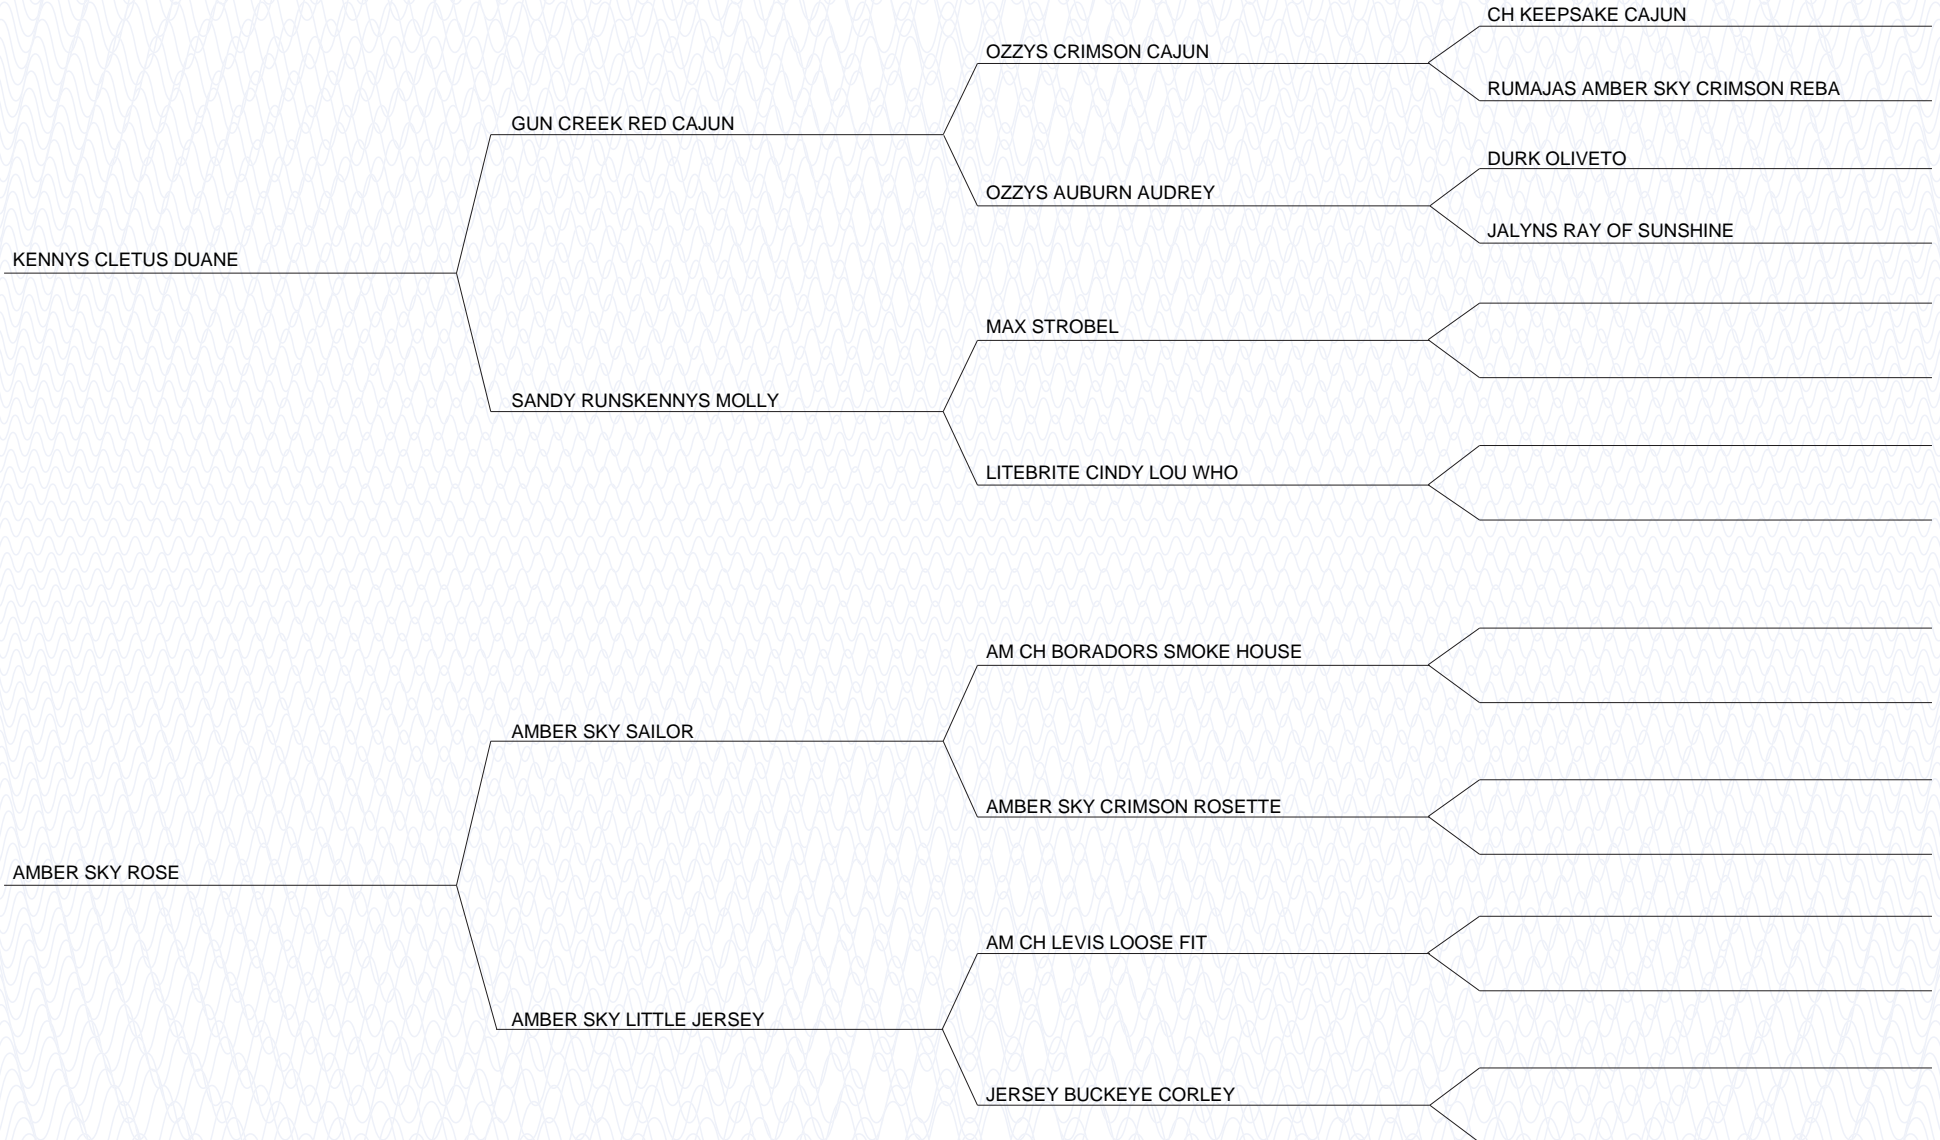 CH KEEPSAKE CAJUN
OZZYS CRIMSON CAJUN
RUMAJAS AMBER SKY CRIMSON REBA
GUN CREEK RED CAJUN
DURK OLIVETO
OZZYS AUBURN AUDREY
JALYNS RAY OF SUNSHINE
KENNYS CLETUS DUANE
MAX STROBEL
SANDY RUNSKENNYS MOLLY
LITEBRITE CINDY LOU WHO
AM CH BORADORS SMOKE HOUSE
AMBER SKY SAILOR
AMBER SKY CRIMSON ROSETTE
AMBER SKY ROSE
AM CH LEVIS LOOSE FIT
AMBER SKY LITTLE JERSEY
JERSEY BUCKEYE CORLEY